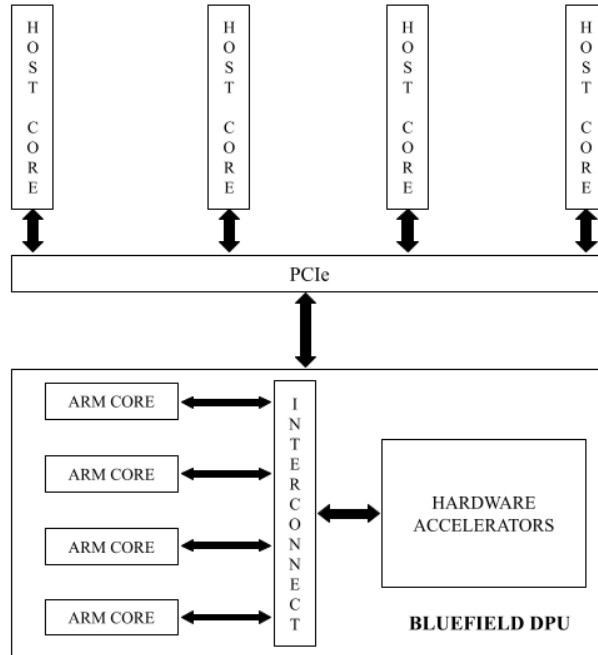 HOST CORE
HOST CORE
HOST CORE
HOST CORE
PCIe
ARM CORE
ARM CORE
ARM CORE
ARM CORE
INTERCONNECT
HARDWARE
ACCELERATORS
BLUEFIELD DPU